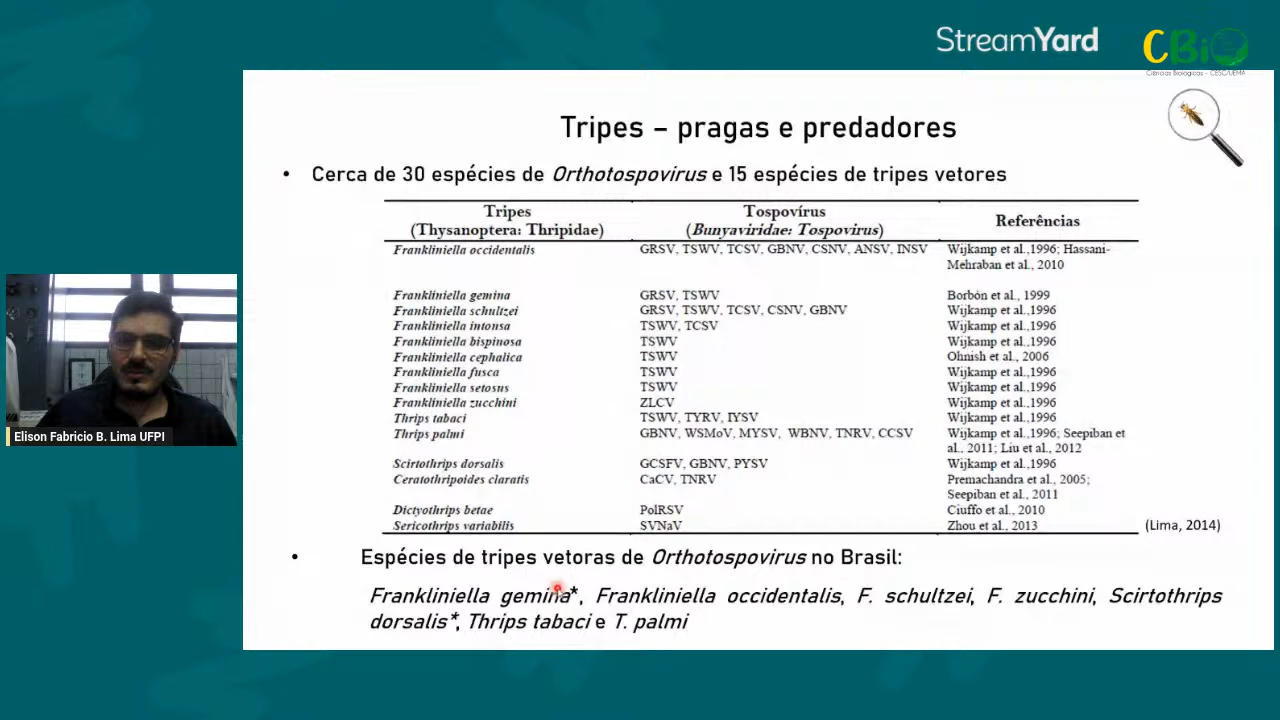 StreamYard
CBiO
Ciências Biológicas - CESC/UEMA
Tripes – pragas e predadores
• Cerca de 30 espécies de Orthotospovirus e 15 espécies de tripes vetores
Tripes (Thysanoptera: Thripidae) Tospovírus (Bunyaviridae: Tospovirus) Referências
Frankliniella occidentalis GRSV, TSWV, TCSV, GBNV, CSNV, ANSV, INSV Wijkamp et al.,1996; Hassani-
Mehraban et al., 2010
Frankliniella gemina GRSV, TSWV Borbón et al., 1999
Frankliniella schultzei GRSV, TSWV, TCSV, CSNV, GBNV Wijkamp et al.,1996
Frankliniella intonsa TSWV, TCSV Wijkamp et al.,1996
Frankliniella bispinosa TSWV Wijkamp et al.,1996
Frankliniella cephalica TSWV Ohnish et al., 2006
Frankliniella fusca TSWV Wijkamp et al.,1996
Frankliniella setosus TSWV Wijkamp et al.,1996
Frankliniella zucchini ZLCV Wijkamp et al.,1996
Thrips tabaci TSWV, TYRV, IYSV Wijkamp et al.,1996
Thrips palmi GBNV, WSMoV, MYSV, WBNV, TNRV, CCSV Wijkamp et al.,1996; Seepiban et
al., 2011; Liu et al., 2012
Scirtothrips dorsalis GCSFV, GBNV, PYSV Wijkamp et al.,1996
Ceratothripoides claratis CaCV, TNRV Premachandra et al., 2005;
Seepiban et al., 2011
Dictyothrips betae PolRSV Ciuffo et al., 2010
Sericothrips variabilis SVNaV Zhou et al., 2013
(Lima, 2014)
• Espécies de tripes vetoras de Orthotospovirus no Brasil:
Frankliniella gemina*, Frankliniella occidentalis, F. schultzei, F. zucchini, Scirtothrips
dorsalis*, Thrips tabaci e T. palmi
Elison Fabricio B. Lima UFPI